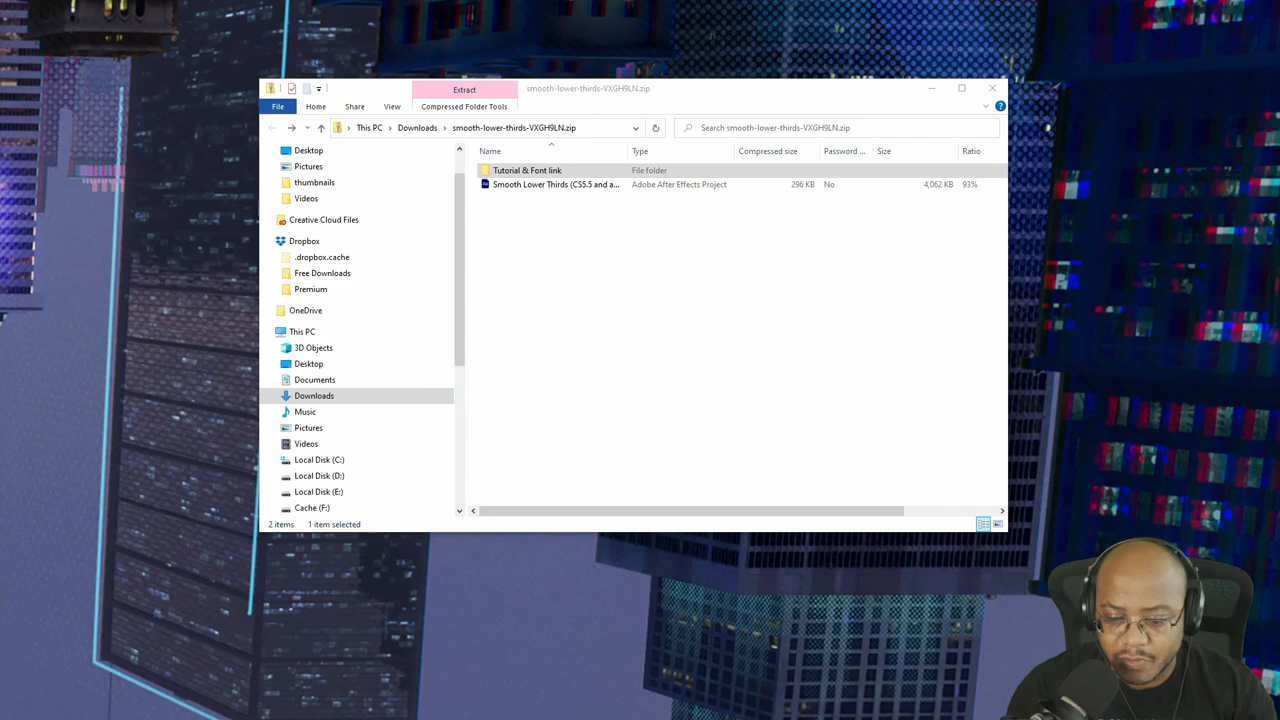 Extract
smooth-lower-thirds-VXGH9LN.zip
File
Home
Share
View
Compressed Folder Tools
This PC
Downloads
smooth-lower-thirds-VXGH9LN.zip
Search smooth-lower-thirds-VXGH9LN.zip
Name
Type
Compressed size
Password ...
Size
Ratio
Tutorial & Font link
File folder
Smooth Lower Thirds (CS5.5 and a...
Adobe After Effects Project
296 KB
No
4,062 KB
93%
Desktop
Pictures
thumbnails
Videos
Creative Cloud Files
Dropbox
.dropbox.cache
Free Downloads
Premium
OneDrive
This PC
3D Objects
Desktop
Documents
Downloads
Music
Pictures
Videos
Local Disk (C:)
Local Disk (D:)
Local Disk (E:)
Cache (F:)
2 items
1 item selected